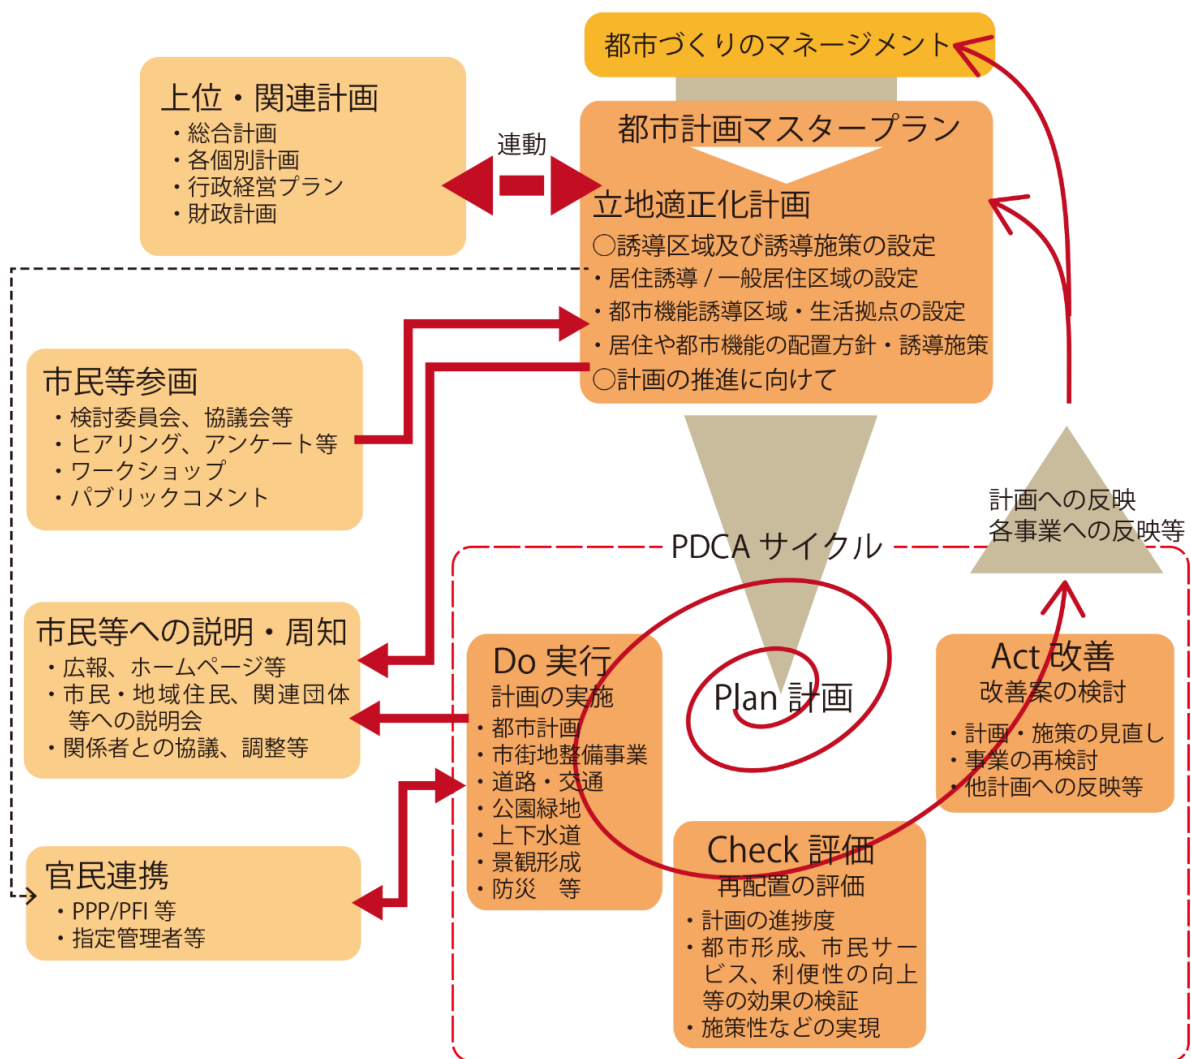 都市づくりのマネージメント
上位・関連計画
・総合計画
・各個別計画
・行政経営プラン
・財政計画
連動
都市計画マスタープラン
立地適正化計画
○誘導区域及び誘導施策の設定
・居住誘導 / 一般居住区域の設定
・都市機能誘導区域・生活拠点の設定
・居住や都市機能の配置方針・誘導施策
○計画の推進に向けて
市民等参画
・検討委員会、協議会等
・ヒアリング、アンケート等
・ワークショップ
・パブリックコメント
計画への反映
各事業への反映等
PDCA サイクル
市民等への説明・周知
・広報、ホームページ等
・市民・地域住民、関連団体
等への説明会
・関係者との協議、調整等
Do 実行
計画の実施
・都市計画
・市街地整備事業
・道路・交通
・公園緑地
・上下水道
・景観形成
・防災　等
Plan 計画
Act 改善
改善案の検討
・計画・施策の見直し
・事業の再検討
・他計画への反映等
Check 評価
再配置の評価
・計画の進捗度
・都市形成、市民サー
ビス、利便性の向上
等の効果の検証
・施策性などの実現
官民連携
・PPP/PFI 等
・指定管理者等